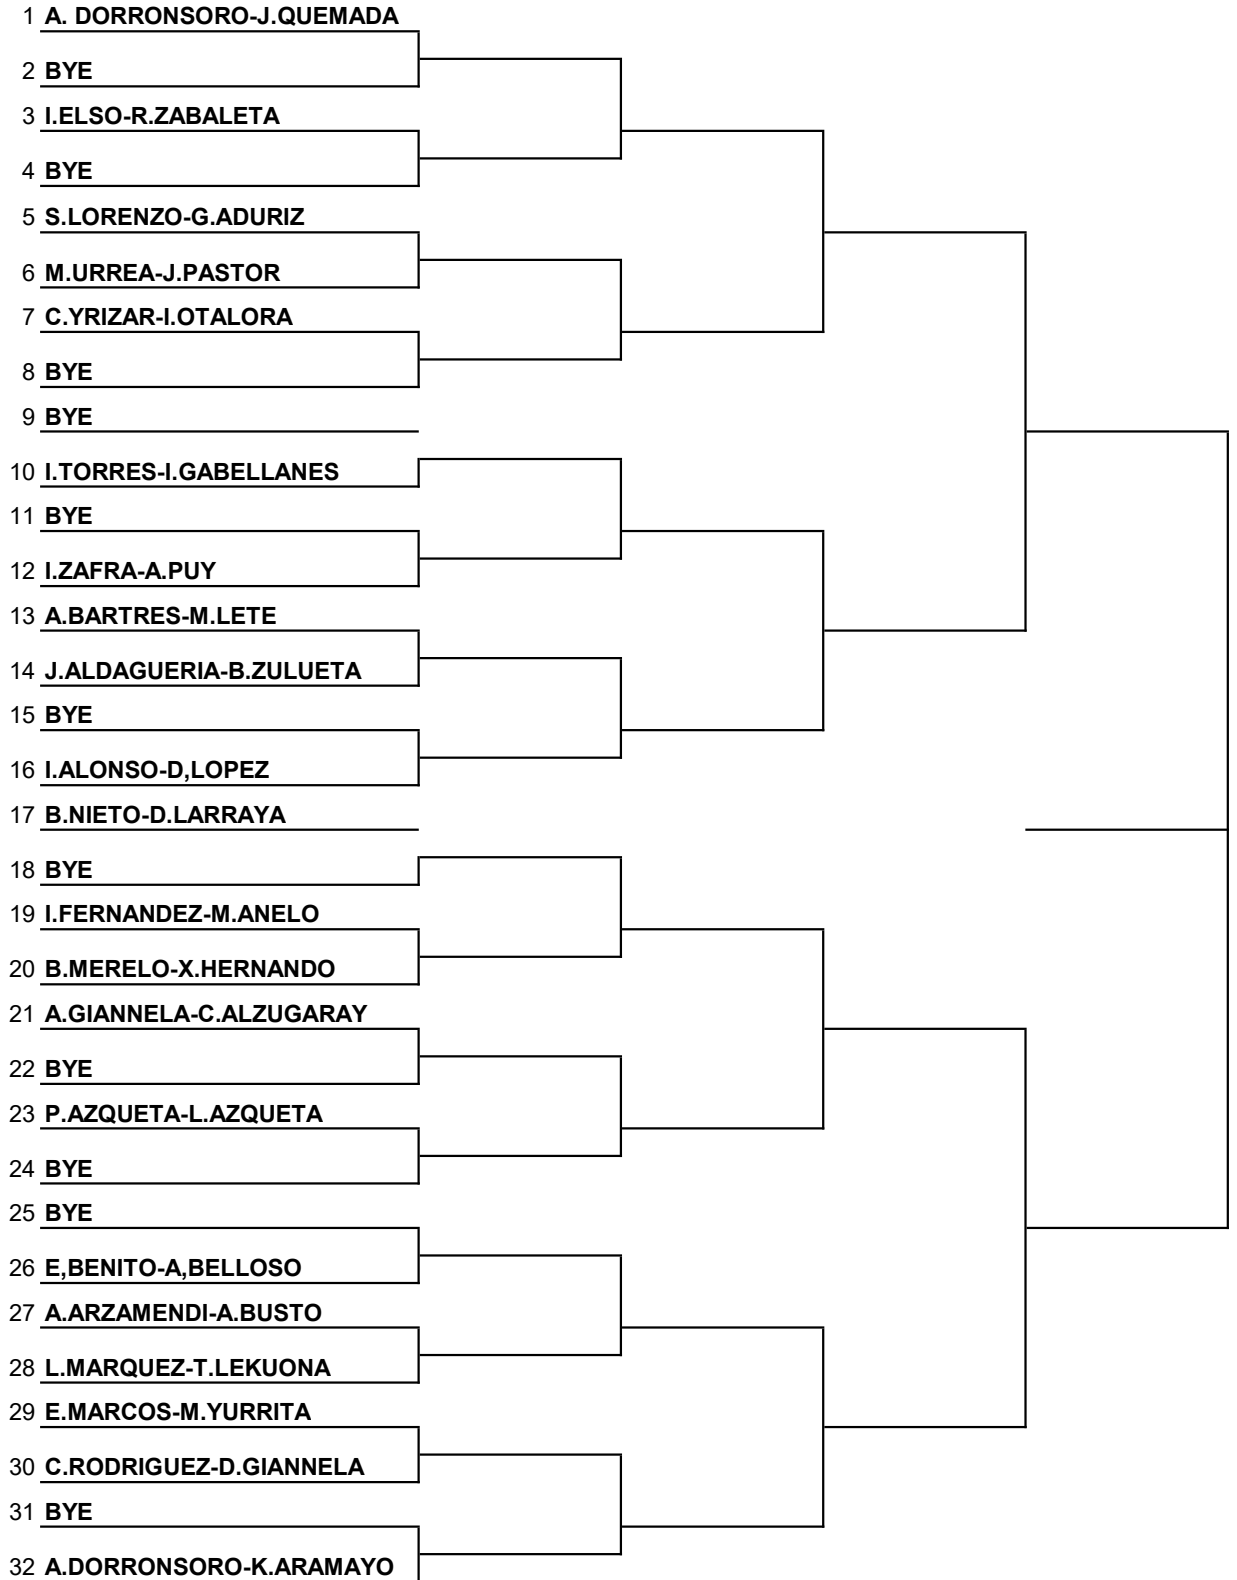 1 A. DORRONSORO-J.QUEMADA
2 BYE
3 I.ELSO-R.ZABALETA
4 BYE
5 S.LORENZO-G.ADURIZ
6 M.URREA-J.PASTOR
7 C.YRIZAR-I.OTALORA
8 BYE
9 BYE
10 I.TORRES-I.GABELLANES
11 BYE
12 I.ZAFRA-A.PUY
13 A.BARTRES-M.LETE
14 J.ALDAGUERIA-B.ZULUETA
15 BYE
16 I.ALONSO-D,LOPEZ
17 B.NIETO-D.LARRAYA
18 BYE
19 I.FERNANDEZ-M.ANELO
20 B.MERELO-X.HERNANDO
21 A.GIANNELA-C.ALZUGARAY
22 BYE
23 P.AZQUETA-L.AZQUETA
24 BYE
25 BYE
26 E,BENITO-A,BELLOSO
27 A.ARZAMENDI-A.BUSTO
28 L.MARQUEZ-T.LEKUONA
29 E.MARCOS-M.YURRITA
30 C.RODRIGUEZ-D.GIANNELA
31 BYE
32 A.DORRONSORO-K.ARAMAYO